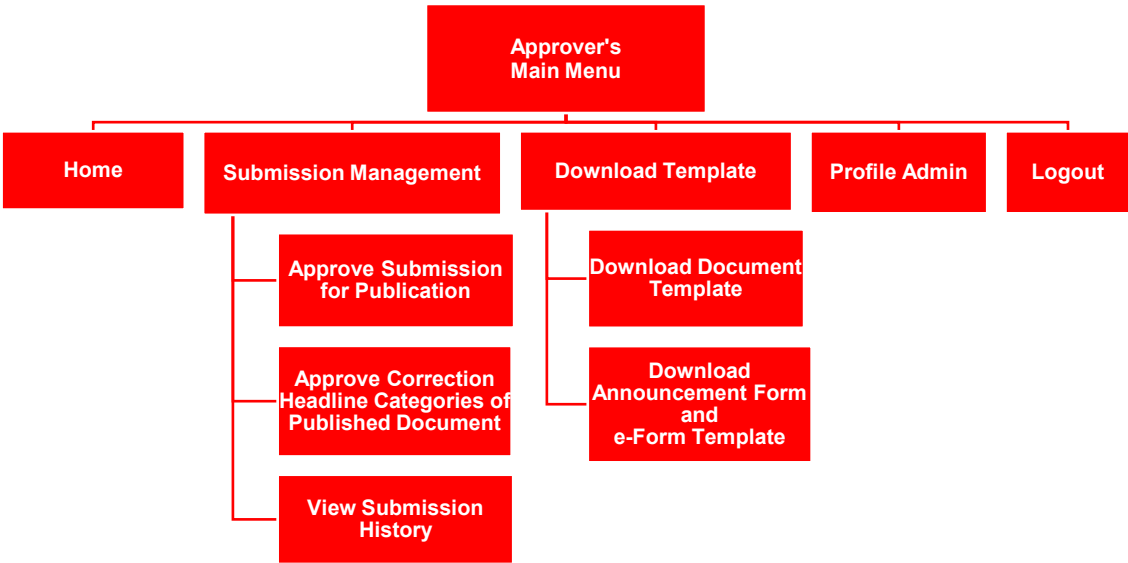 Approver's
Main Menu
Home
Submission Management
Download Template
Profile Admin
Logout
Approve Submission
for Publication
Approve Correction
Headline Categories of
Published Document
View Submission
History
Download Document
Template
Download
Announcement Form
and
e-Form Template